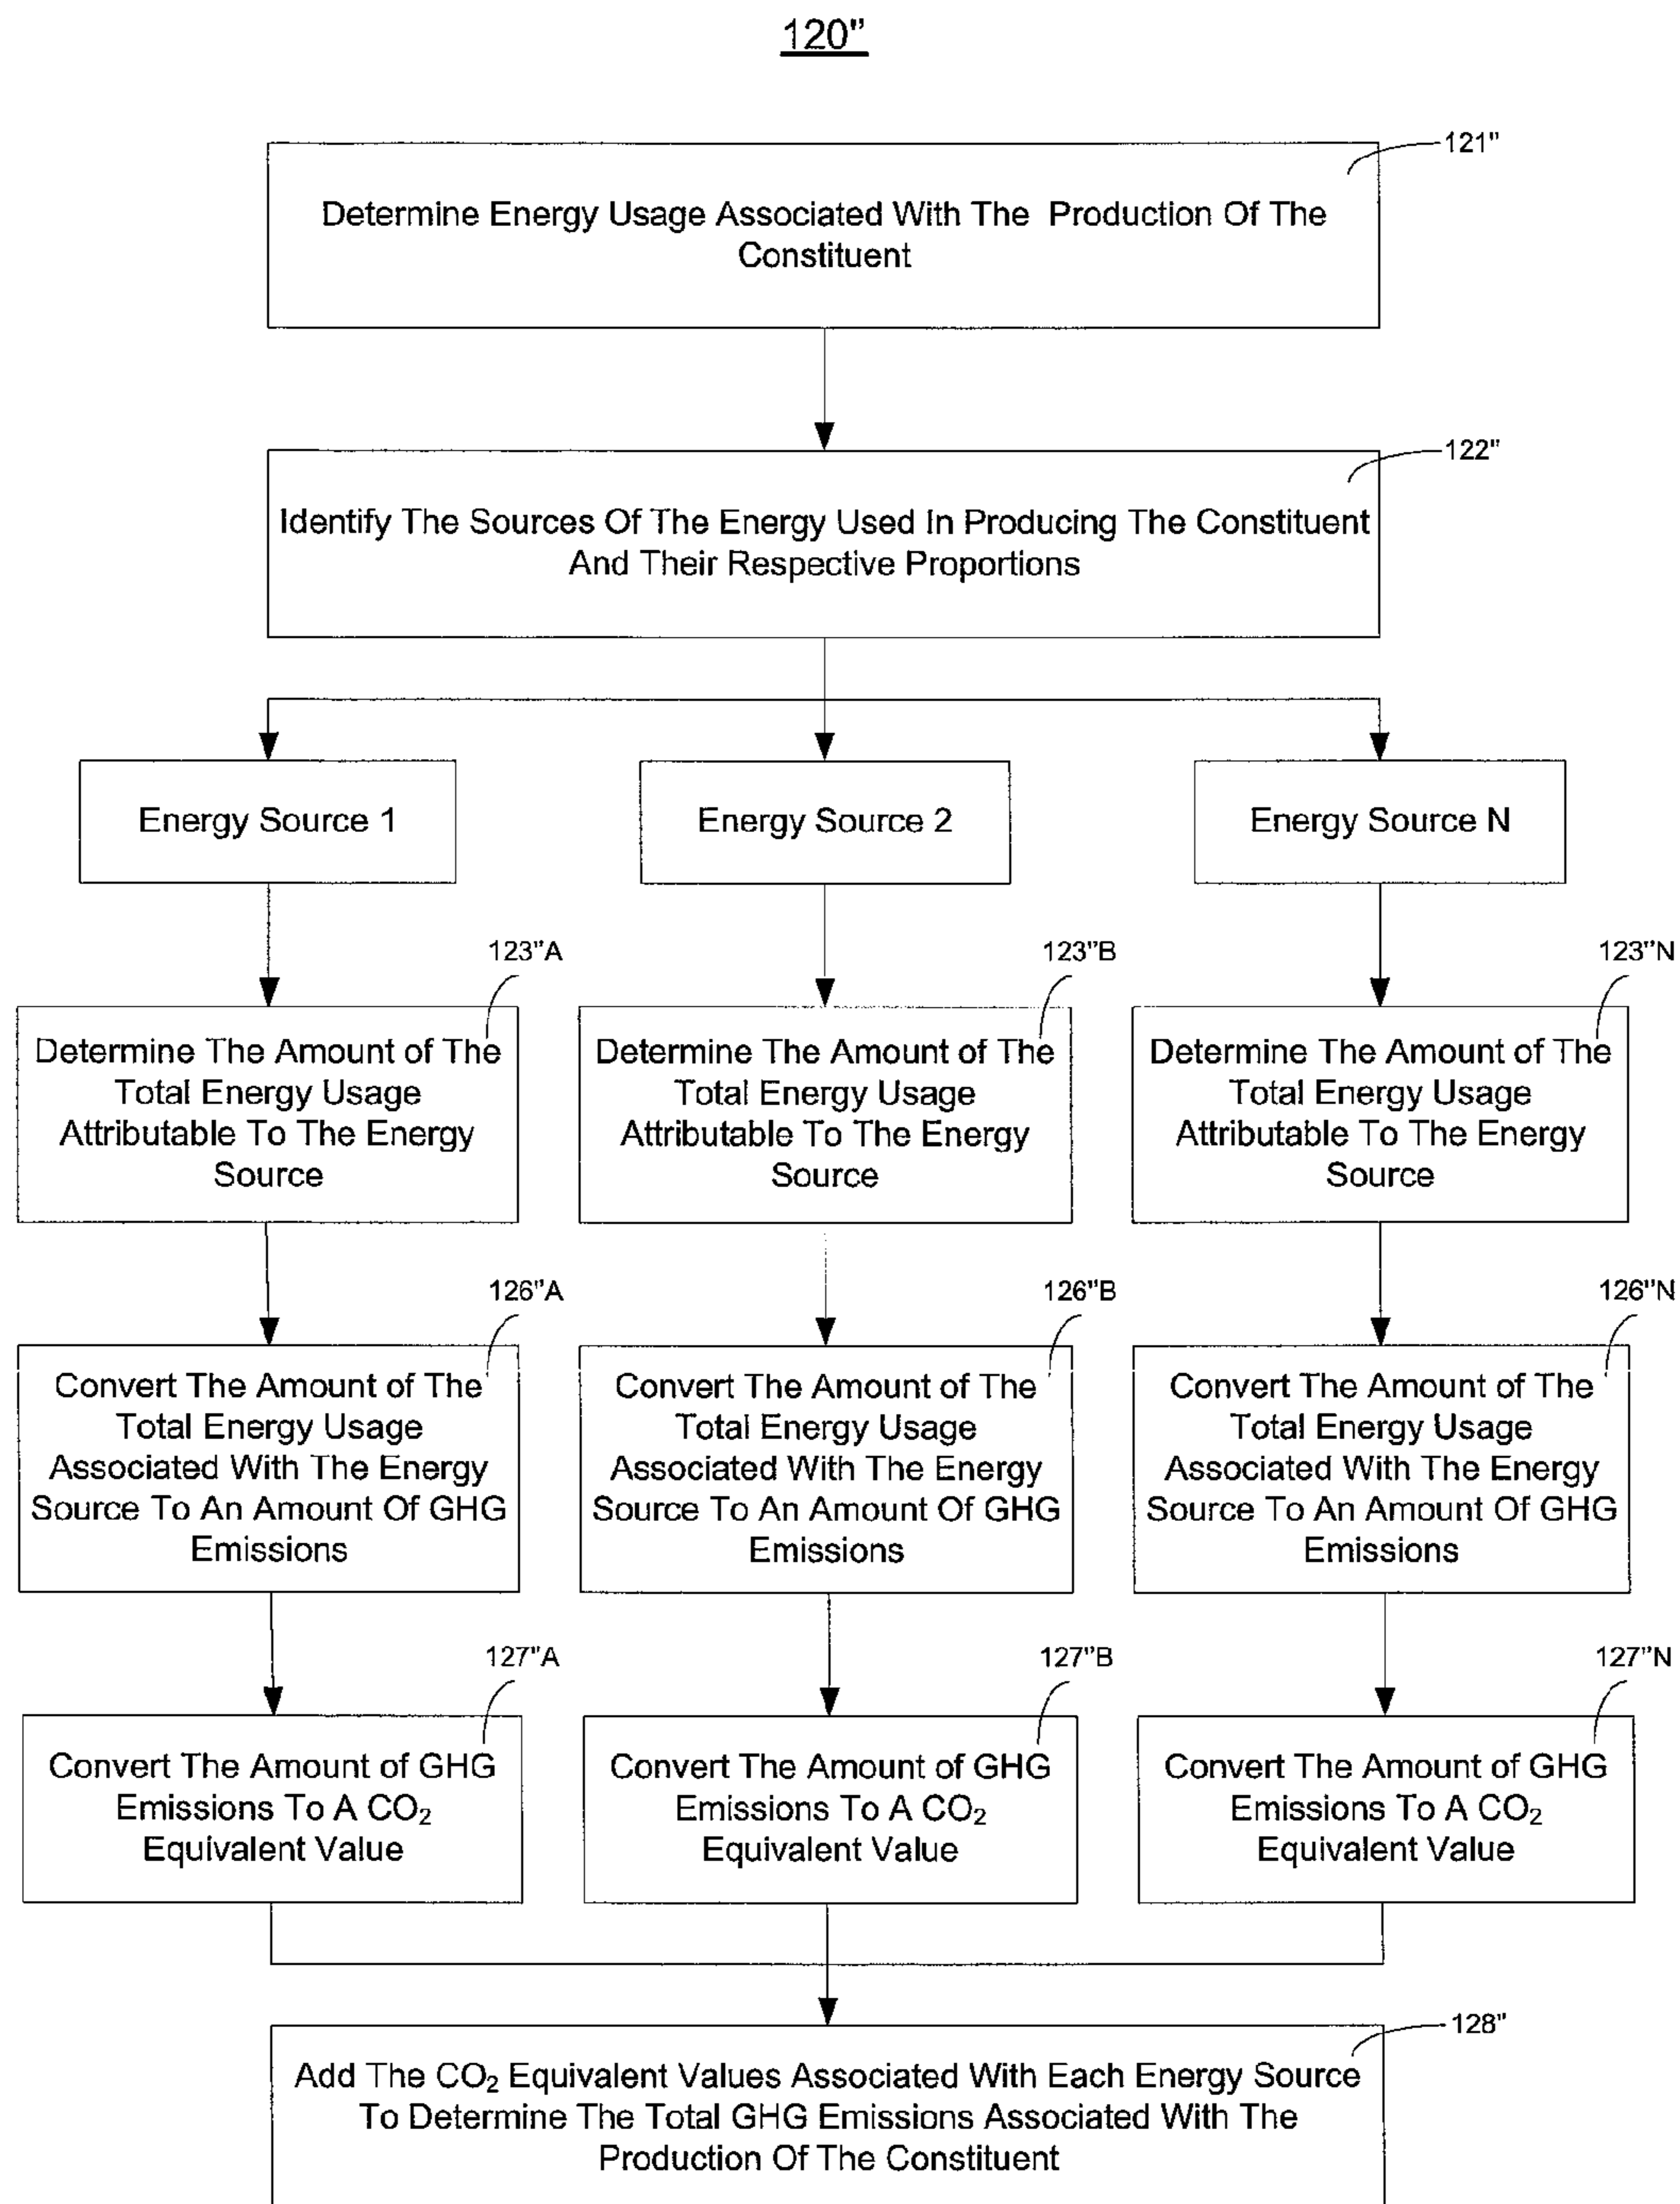 120"
121"
Determine Energy Usage Associated With The Production Of The
Constituent
122"
Identify The Sources Of The Energy Used In Producing The Constituent
And Their Respective Proportions
Energy Source 1
Energy Source 2
Energy Source N
123"A
123"B
123"N
Determine The Amount of The
Total Energy Usage
Attributable To The Energy
Source
Determine The Amount of The
Total Energy Usage
Attributable To The Energy
Source
Determine The Amount of The
Total Energy Usage
Attributable To The Energy
Source
126"A
126"B
126"N
Convert The Amount of The
Total Energy Usage
Associated With The Energy
Source To An Amount Of GHG
Emissions
Convert The Amount of The
Total Energy Usage
Associated With The Energy
Source To An Amount Of GHG
Emissions
Convert The Amount of The
Total Energy Usage
Associated With The Energy
Source To An Amount Of GHG
Emissions
127"A
127"B
127"N
Convert The Amount of GHG
Emissions To A CO₂
Equivalent Value
Convert The Amount of GHG
Emissions To A CO₂
Equivalent Value
Convert The Amount of GHG
Emissions To A CO₂
Equivalent Value
128"
Add The CO₂ Equivalent Values Associated With Each Energy Source
To Determine The Total GHG Emissions Associated With The
Production Of The Constituent